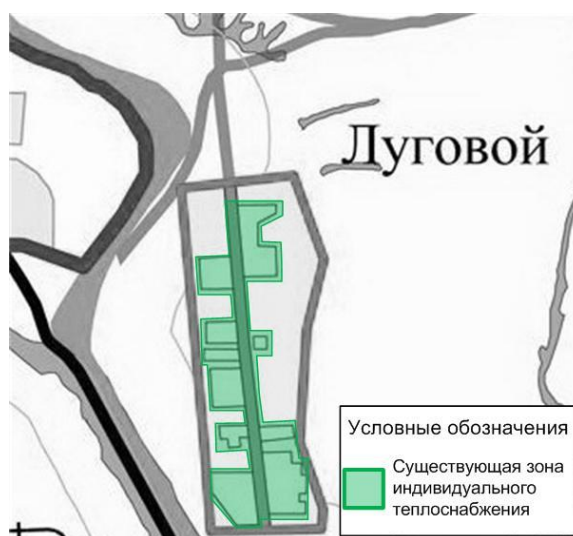 Луговой
Условные обозначения
Существующая зона
индивидуального
теплоснабжения